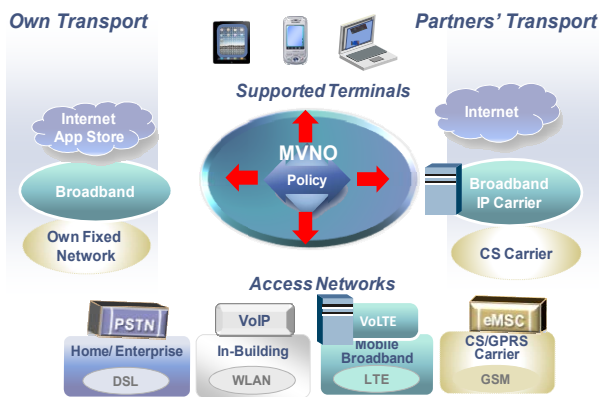 Own Transport
Partners' Transport
Supported Terminals
Internet
App Store
Internet
MVNO
Policy
Broadband
Broadband
IP Carrier
Own Fixed
Network
CS Carrier
Access Networks
PSTN
VoIP
VoLTE
eMSC
Home/ Enterprise
In-Building
Mobile
Broadband
CS/GPRS
Carrier
DSL
WLAN
LTE
GSM